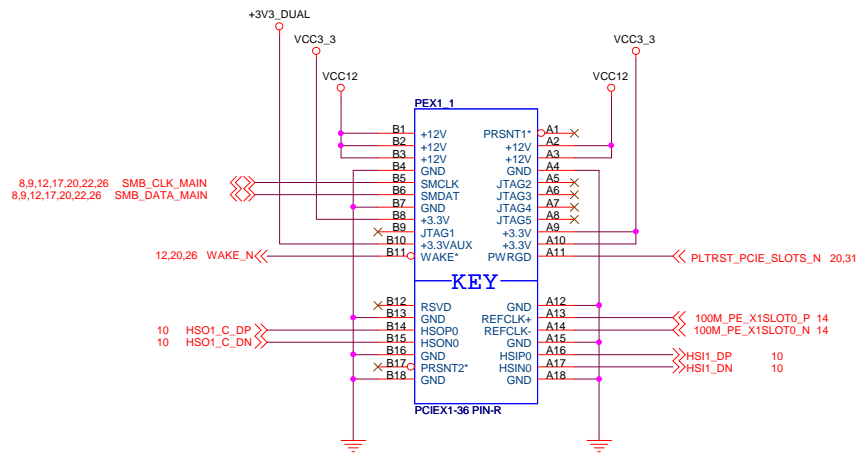 +3V3_DUAL
VCC3_3 VCC3_3
VCC12 VCC12
PEX1_1
B1 +12V PRSNT1* A1
B2 +12V +12V A2
B3 +12V +12V A3
B4 GND GND A4
8,9,12,17,20,22,26 SMB_CLK_MAIN B5 SMCLK JTAG2 A5
8,9,12,17,20,22,26 SMB_DATA_MAIN B6 SMDAT JTAG3 A6
B7 GND JTAG4 A7
B8 +3.3V JTAG5 A8
B9 JTAG1 +3.3V A9
B10 +3.3VAUX +3.3V A10
12,20,26 WAKE_N B11 WAKE* PWRGD A11 PLTRST_PCIE_SLOTS_N 20,31
KEY
B12 RSVD GND A12
B13 GND REFCLK+ A13 100M_PE_X1SLOT0_P 14
10 HSO1_C_DP B14 HSOP0 REFCLK- A14 100M_PE_X1SLOT0_N 14
10 HSO1_C_DN B15 HSON0 GND A15
B16 GND HSIP0 A16 HSI1_DP 10
B17 PRSNT2* HSIN0 A17 HSI1_DN 10
B18 GND GND A18
PCIEX1-36 PIN-R